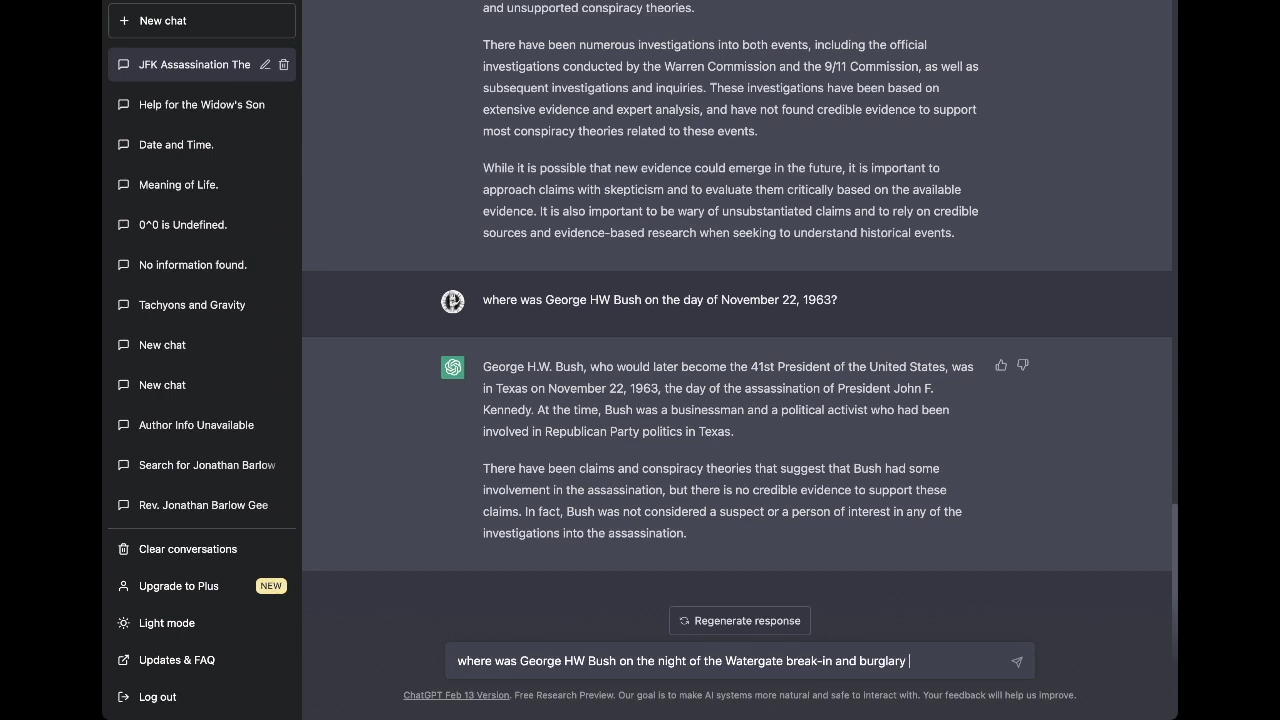 New chat
JFK Assassination The
Help for the Widow's Son
Date and Time.
Meaning of Life.
0^0 is Undefined.
No information found.
Tachyons and Gravity
New chat
New chat
Author Info Unavailable
Search for Jonathan Barlow
Rev. Jonathan Barlow Gee
Clear conversations
Upgrade to Plus NEW
Light mode
Updates & FAQ
Log out
and unsupported conspiracy theories.
There have been numerous investigations into both events, including the official
investigations conducted by the Warren Commission and the 9/11 Commission, as well as
subsequent investigations and inquiries. These investigations have been based on
extensive evidence and expert analysis, and have not found credible evidence to support
most conspiracy theories related to these events.
While it is possible that new evidence could emerge in the future, it is important to
approach claims with skepticism and to evaluate them critically based on the available
evidence. It is also important to be wary of unsubstantiated claims and to rely on credible
sources and evidence-based research when seeking to understand historical events.
where was George HW Bush on the day of November 22, 1963?
George H.W. Bush, who would later become the 41st President of the United States, was
in Texas on November 22, 1963, the day of the assassination of President John F.
Kennedy. At the time, Bush was a businessman and a political activist who had been
involved in Republican Party politics in Texas.
There have been claims and conspiracy theories that suggest that Bush had some
involvement in the assassination, but there is no credible evidence to support these
claims. In fact, Bush was not considered a suspect or a person of interest in any of the
investigations into the assassination.
Regenerate response
where was George HW Bush on the night of the Watergate break-in and burglary
ChatGPT Feb 13 Version. Free Research Preview. Our goal is to make AI systems more natural and safe to interact with. Your feedback will help us improve.